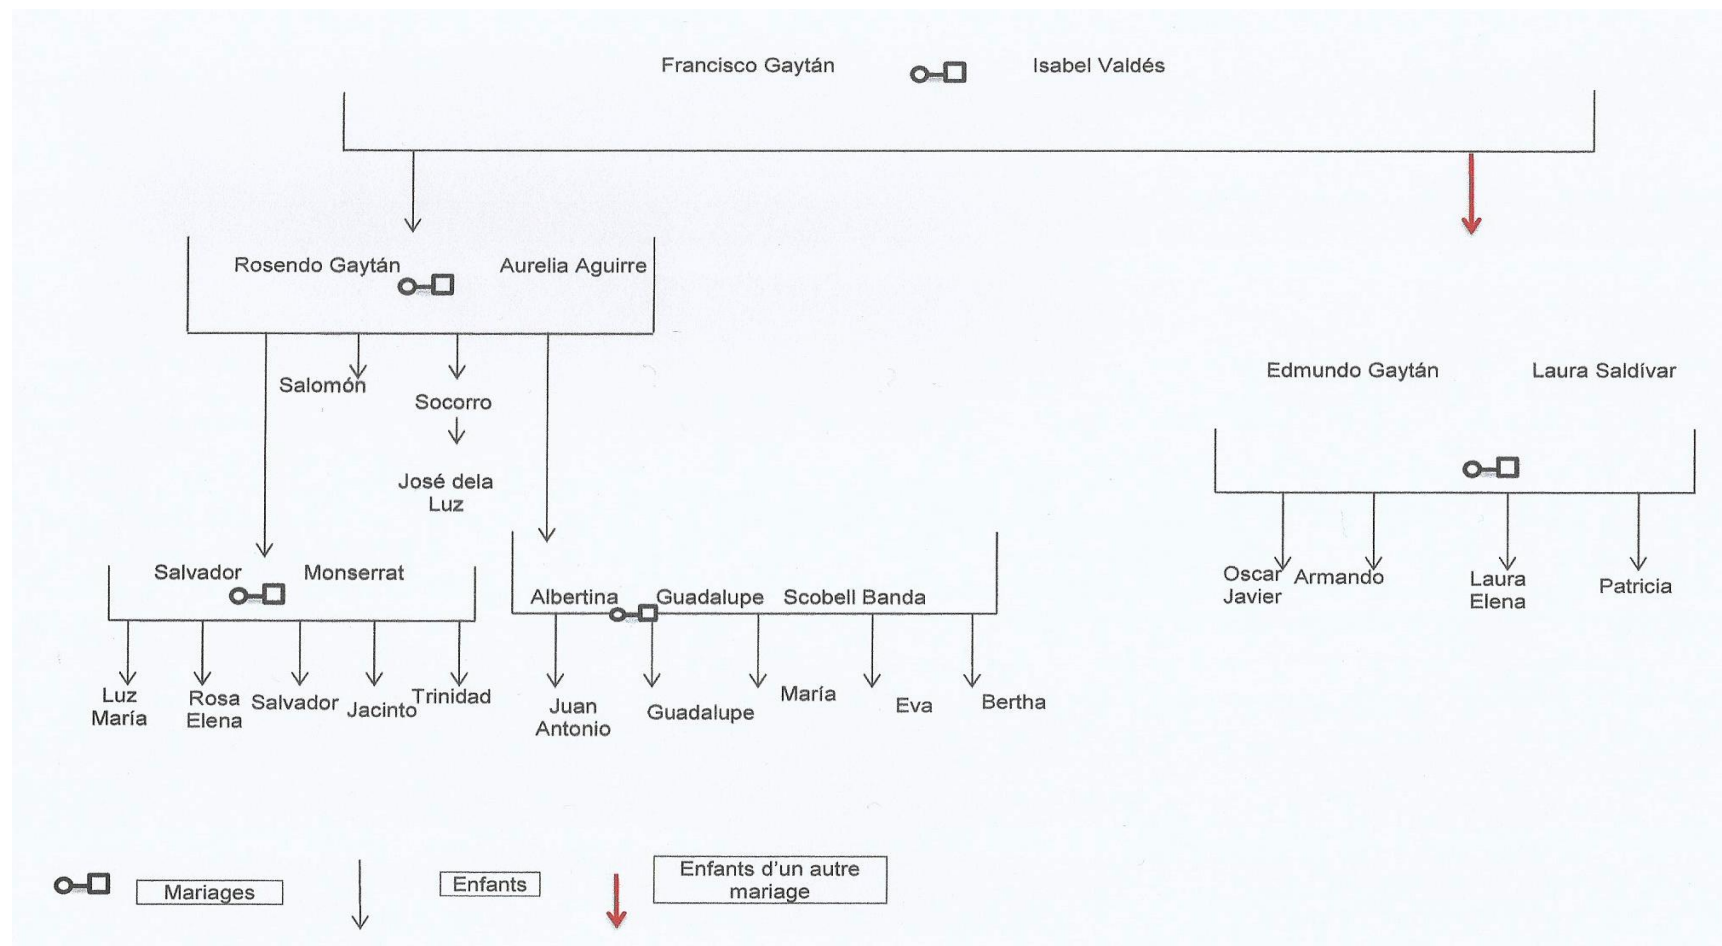 Francisco Gaytán Isabel Valdés
Rosendo Gaytán Aurelia Aguirre
Salomón
Socorro
José dela
Luz
Edmundo Gaytán Laura Saldívar
Salvador Monserrat
Albertina Guadalupe Scobell Banda
Oscar
Javier
Armando
Laura
Elena
Patricia
Luz
María
Rosa
Elena
Salvador
Jacinto
Trinidad
Juan
Antonio
Guadalupe
María
Eva
Bertha
Mariages
Enfants
Enfants d'un autre
mariage